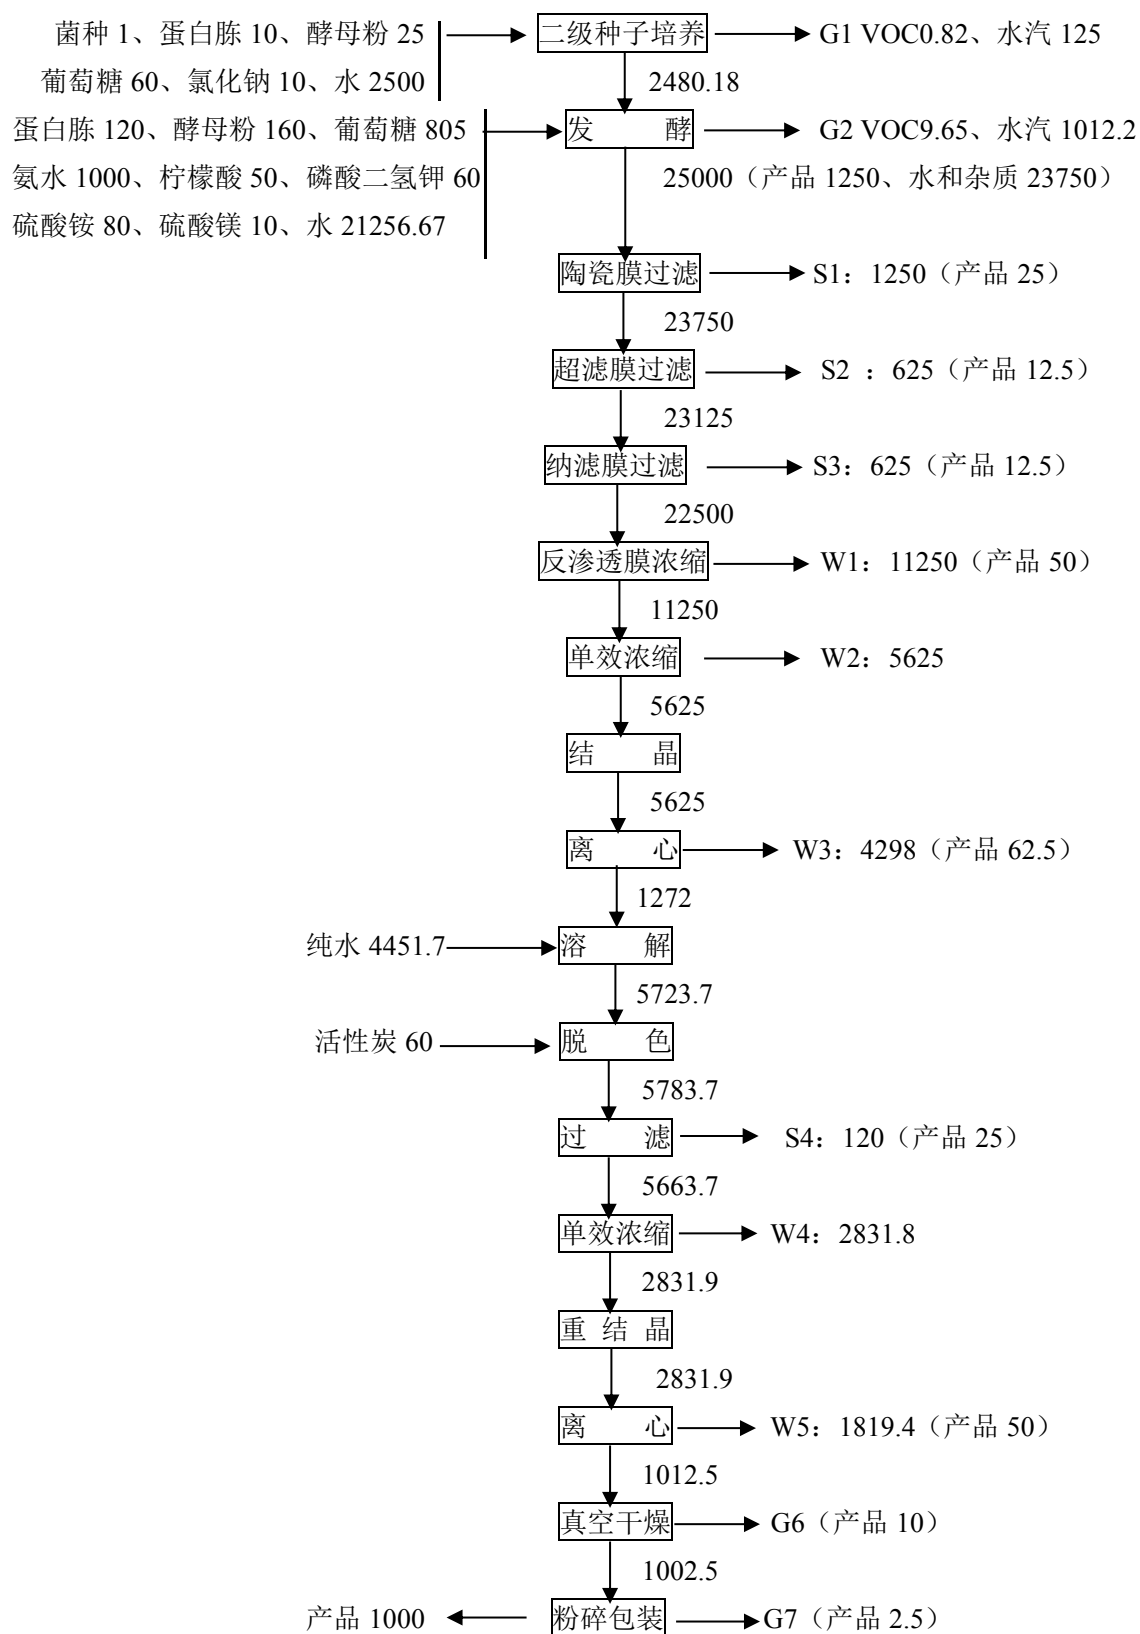 菌种 1、蛋白胨 10、酵母粉 25
葡萄糖 60、氯化钠 10、水 2500
二级种子培养
G1 VOC0.82、水汽 125
2480.18
蛋白胨 120、酵母粉 160、葡萄糖 805
氨水 1000、柠檬酸 50、磷酸二氢钾 60
硫酸铵 80、硫酸镁 10、水 21256.67
发 酵
G2 VOC9.65、水汽 1012.2
25000（产品 1250、水和杂质 23750）
陶瓷膜过滤
S1：1250（产品 25）
23750
超滤膜过滤
S2 ：625（产品 12.5）
23125
纳滤膜过滤
S3：625（产品 12.5）
22500
反渗透膜浓缩
W1：11250（产品 50）
11250
单效浓缩
W2：5625
5625
结 晶
5625
离 心
W3：4298（产品 62.5）
1272
纯水 4451.7
溶 解
5723.7
活性炭 60
脱 色
5783.7
过 滤
S4：120（产品 25）
5663.7
单效浓缩
W4：2831.8
2831.9
重 结 晶
2831.9
离 心
W5：1819.4（产品 50）
1012.5
真空干燥
G6（产品 10）
1002.5
产品 1000
粉碎包装
G7（产品 2.5）